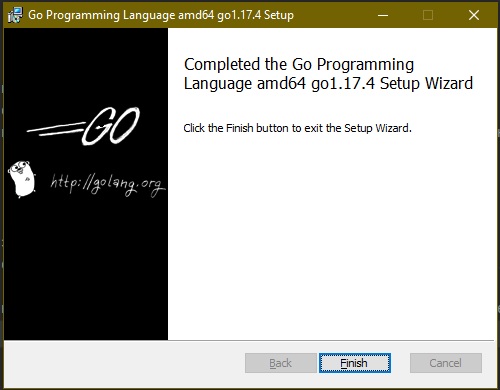 Go Programming Language amd64 go1.17.4 Setup
Completed the Go Programming
Language amd64 go1.17.4 Setup Wizard
Click the Finish button to exit the Setup Wizard.
GO
http://golang.org
Back
Finish
Cancel